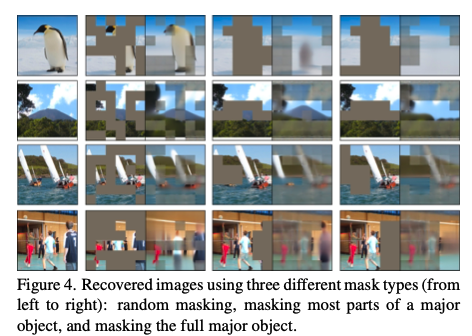 Figure 4. Recovered images using three different mask types (from
left to right): random masking, masking most parts of a major
object, and masking the full major object.